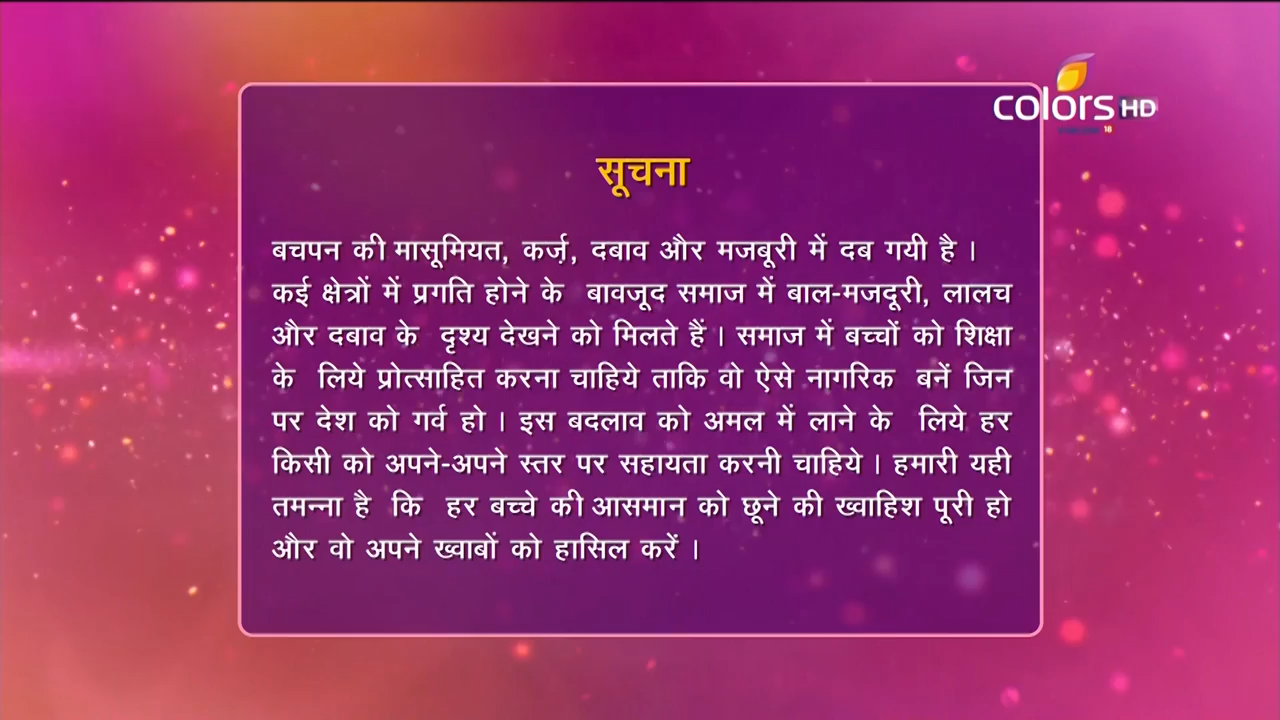 colors HD
18
सूचना
बचपन की मासूमियत, कर्ज़, दबाव और मजबूरी में दब गयी है ।
कई क्षेत्रों में प्रगति होने के बावजूद समाज में बाल-मजदूरी, लालच
और दबाव के दृश्य देखने को मिलते हैं । समाज में बच्चों को शिक्षा
के लिये प्रोत्साहित करना चाहिये ताकि वो ऐसे नागरिक बनें जिन
पर देश को गर्व हो । इस बदलाव को अमल में लाने के लिये हर
किसी को अपने-अपने स्तर पर सहायता करनी चाहिये । हमारी यही
तमन्ना है कि हर बच्चे की आसमान को छूने की ख्वाहिश पूरी हो
और वो अपने ख्वाबों को हासिल करें ।